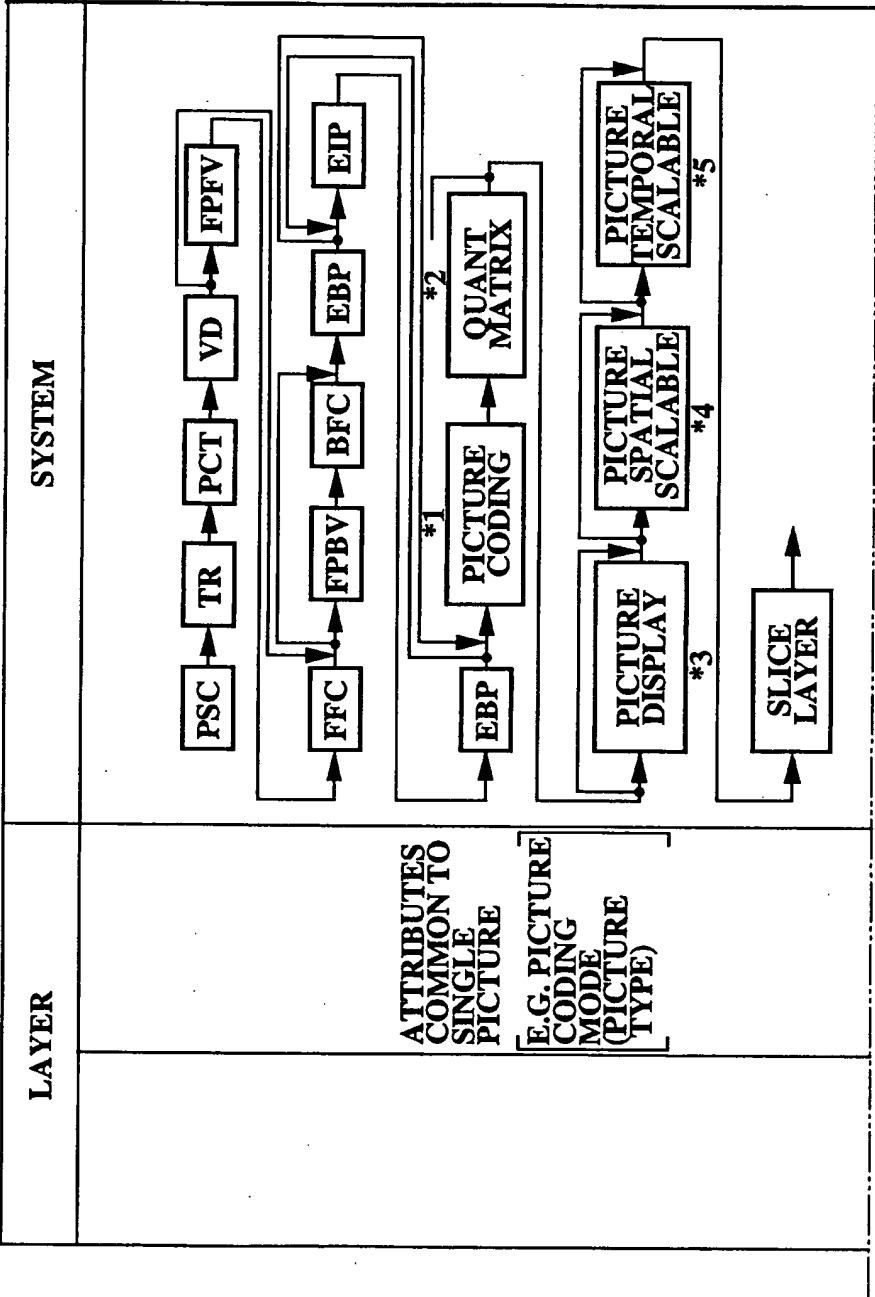 LAYER
SYSTEM
ATTRIBUTES
COMMON TO
SINGLE
PICTURE
E.G. PICTURE
CODING
MODE
(PICTURE
TYPE)
PSC
TR
PCT
VD
FPFV
FFC
FPBV
BFC
EBP
EIP
EBP
*1
PICTURE
CODING
*2
QUANT
MATRIX
PICTURE
DISPLAY
*3
PICTURE
SPATIAL
SCALABLE
*4
PICTURE
TEMPORAL
SCALABLE
*5
SLICE
LAYER